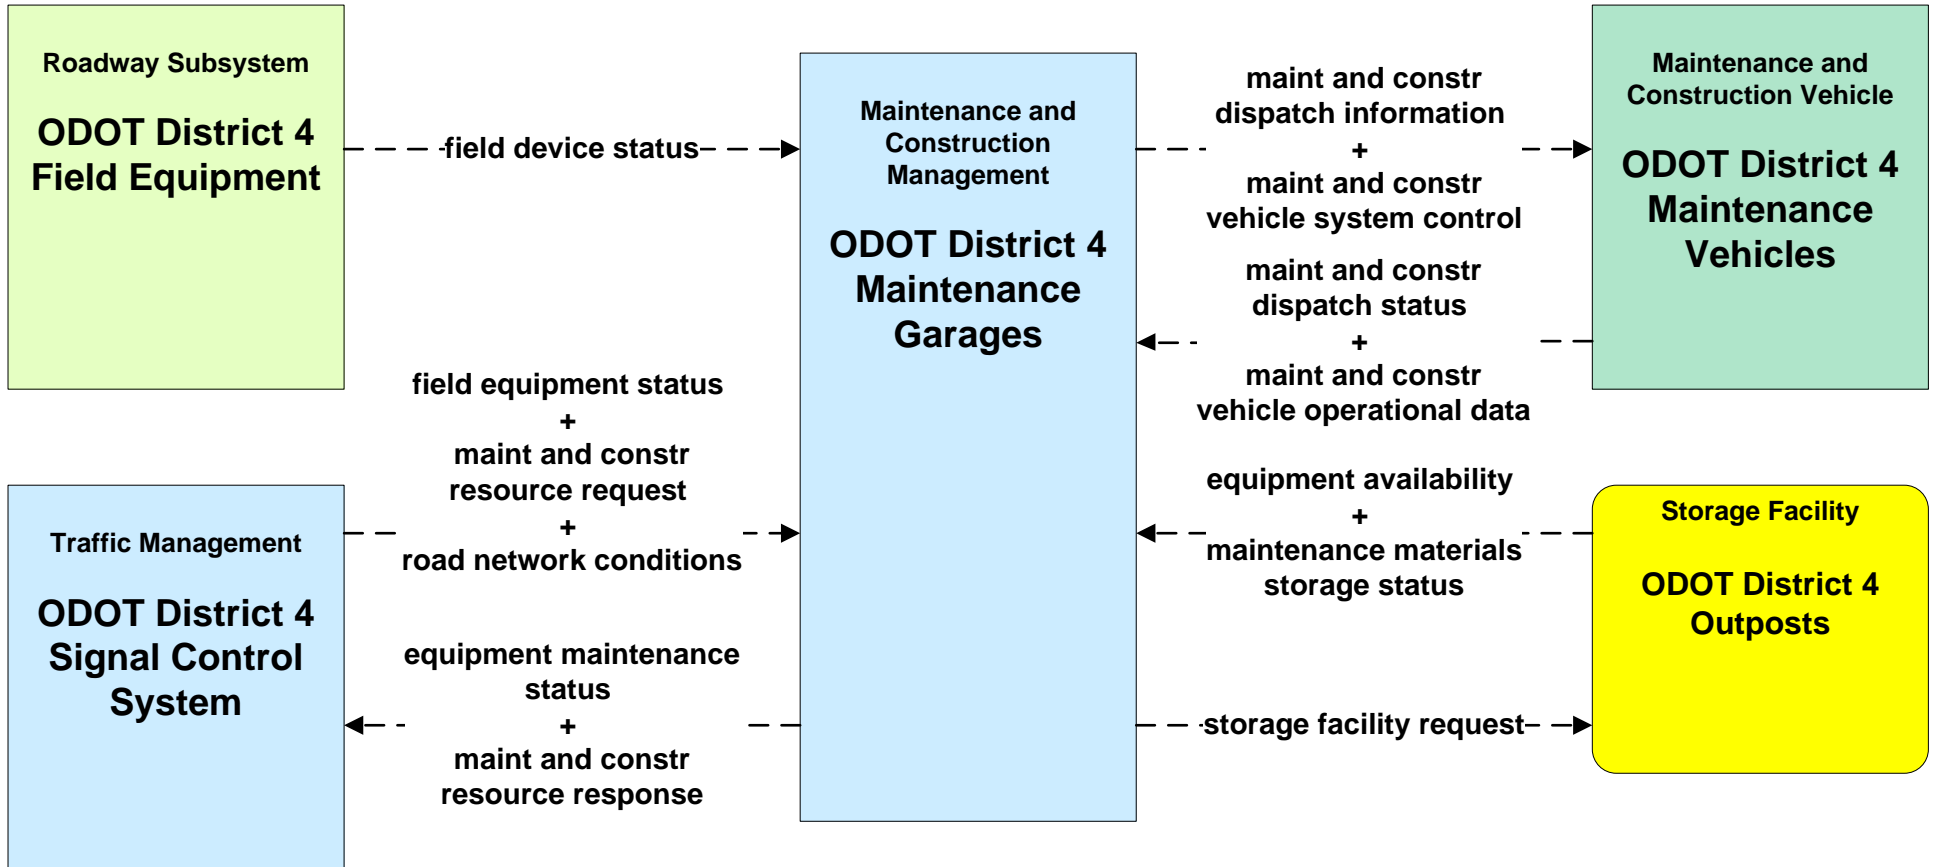 Roadway Subsystem
ODOT District 4
Field Equipment
field device status
Maintenance and
Construction
Management
ODOT District 4
Maintenance
Garages
maint and constr
dispatch information
+
maint and constr
vehicle system control
maint and constr
dispatch status
+
maint and constr
vehicle operational data
Maintenance and
Construction Vehicle
ODOT District 4
Maintenance
Vehicles
field equipment status
+
maint and constr
resource request
+
road network conditions
Traffic Management
ODOT District 4
Signal Control
System
equipment maintenance
status
+
maint and constr
resource response
equipment availability
+
maintenance materials
storage status
storage facility request
Storage Facility
ODOT District 4
Outposts